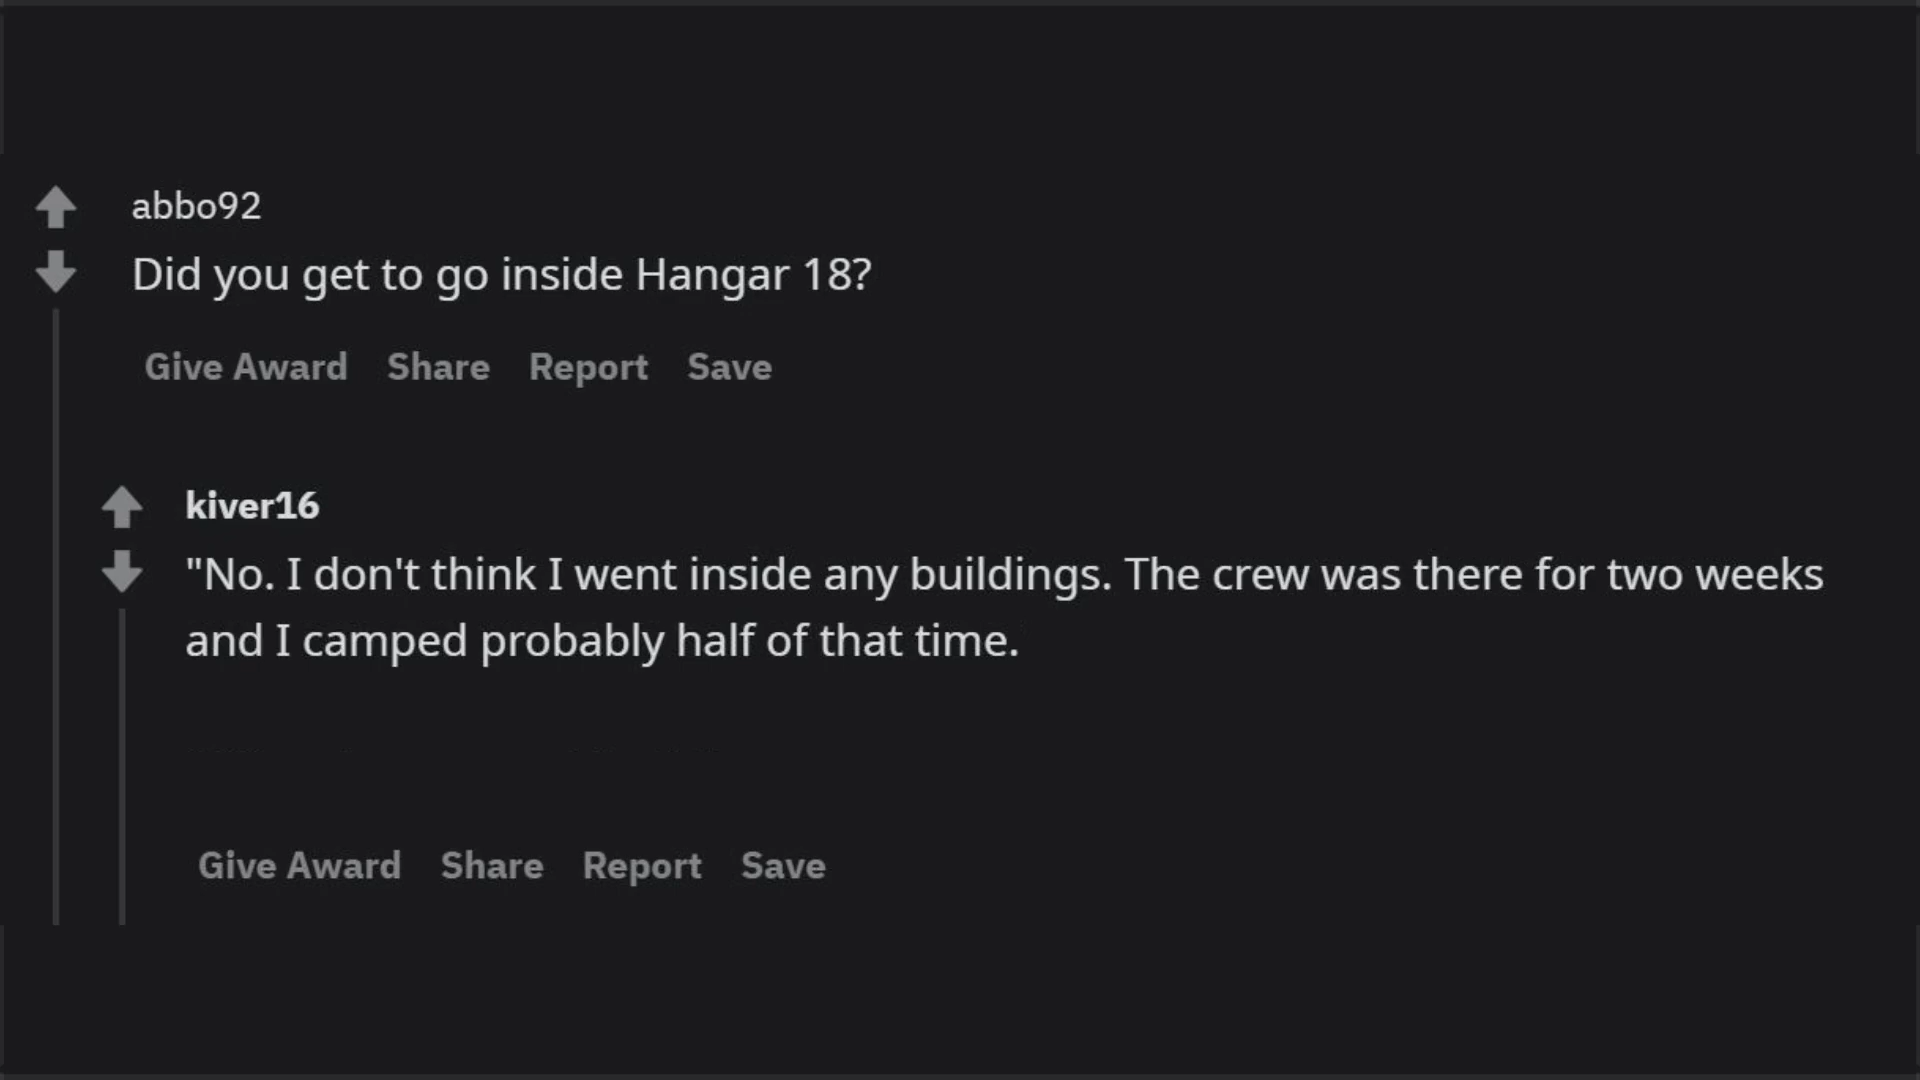 abbo92
Did you get to go inside Hangar 18?
Give Award Share Report Save
kiver16
"No. I don't think I went inside any buildings. The crew was there for two weeks
and I camped probably half of that time.
Give Award Share Report Save